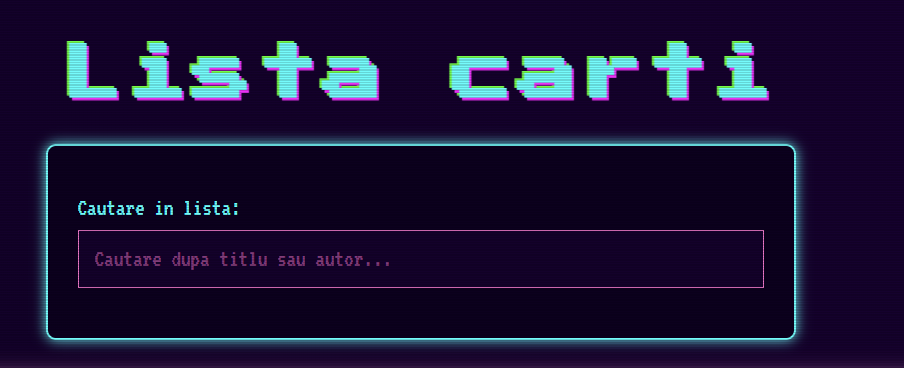 Lista carti
Cautare in lista:
Cautare dupa titlu sau autor...